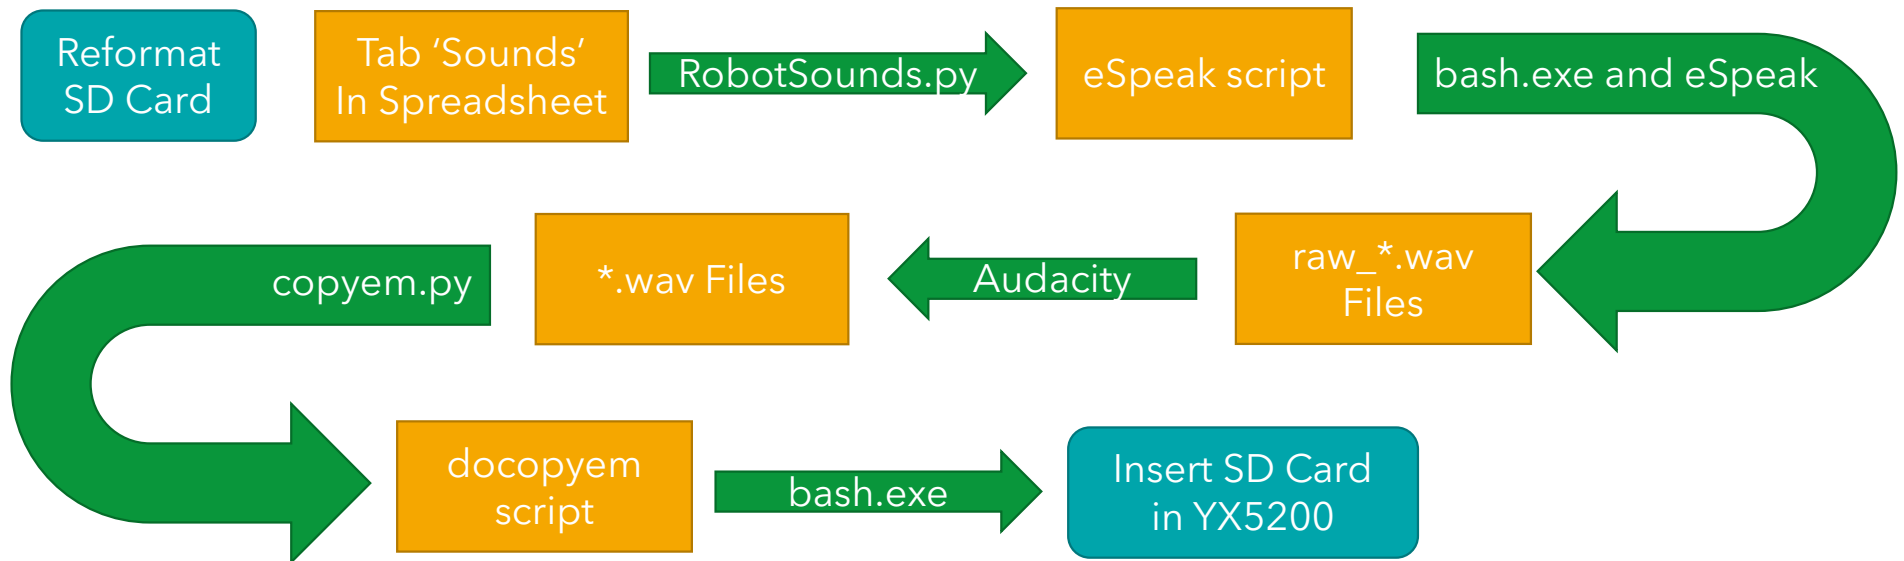 Reformat
SD Card
Tab ‘Sounds’
In Spreadsheet
RobotSounds.py
eSpeak script
bash.exe and eSpeak
raw_*.wav
Files
Audacity
*.wav Files
copyem.py
docopyem
script
bash.exe
Insert SD Card
in YX5200